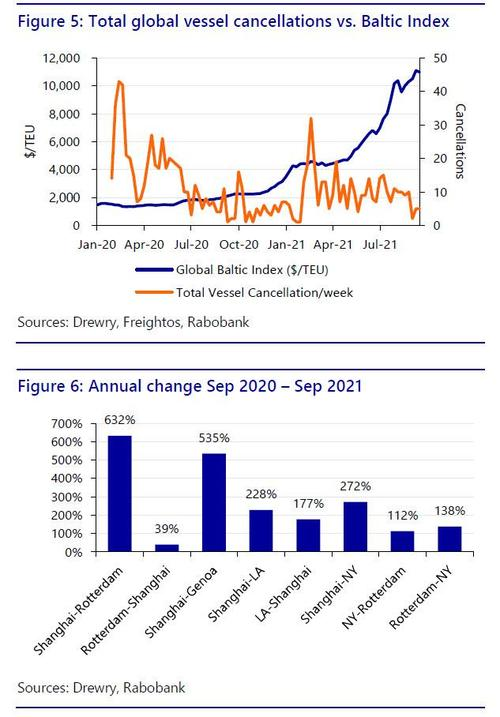 Figure 5: Total global vessel cancellations vs. Baltic Index
12,000
10,000
8,000
6,000
4,000
2,000
0
$/TEU
50
40
30
20
10
0
Cancellations
Jan-20 Apr-20 Jul-20 Oct-20 Jan-21 Apr-21 Jul-21
Global Baltic Index ($/TEU)
Total Vessel Cancellation/week
Sources: Drewry, Freightos, Rabobank
Figure 6: Annual change Sep 2020 – Sep 2021
700%
600%
500%
400%
300%
200%
100%
0%
632%
39%
535%
228%
177%
272%
112%
138%
Shanghai-Rotterdam
Rotterdam-Shanghai
Shanghai-Genoa
Shanghai-LA
LA-Shanghai
Shanghai-NY
NY-Rotterdam
Rotterdam-NY
Sources: Drewry, Rabobank